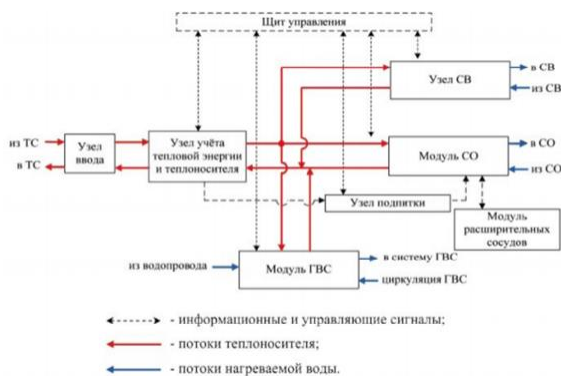 Щит управления
Узел СВ
в СВ
из СВ
из ТС
в ТС
Узел
ввода
Узел учёта
тепловой энергии
и теплоносителя
Модуль СО
в СО
из СО
Узел подпитки
Модуль
расширительных
сосудов
из водопровода
Модуль ГВС
в систему ГВС
циркуляция ГВС
- информационные и управляющие сигналы;
- потоки теплоносителя;
- потоки нагреваемой воды.